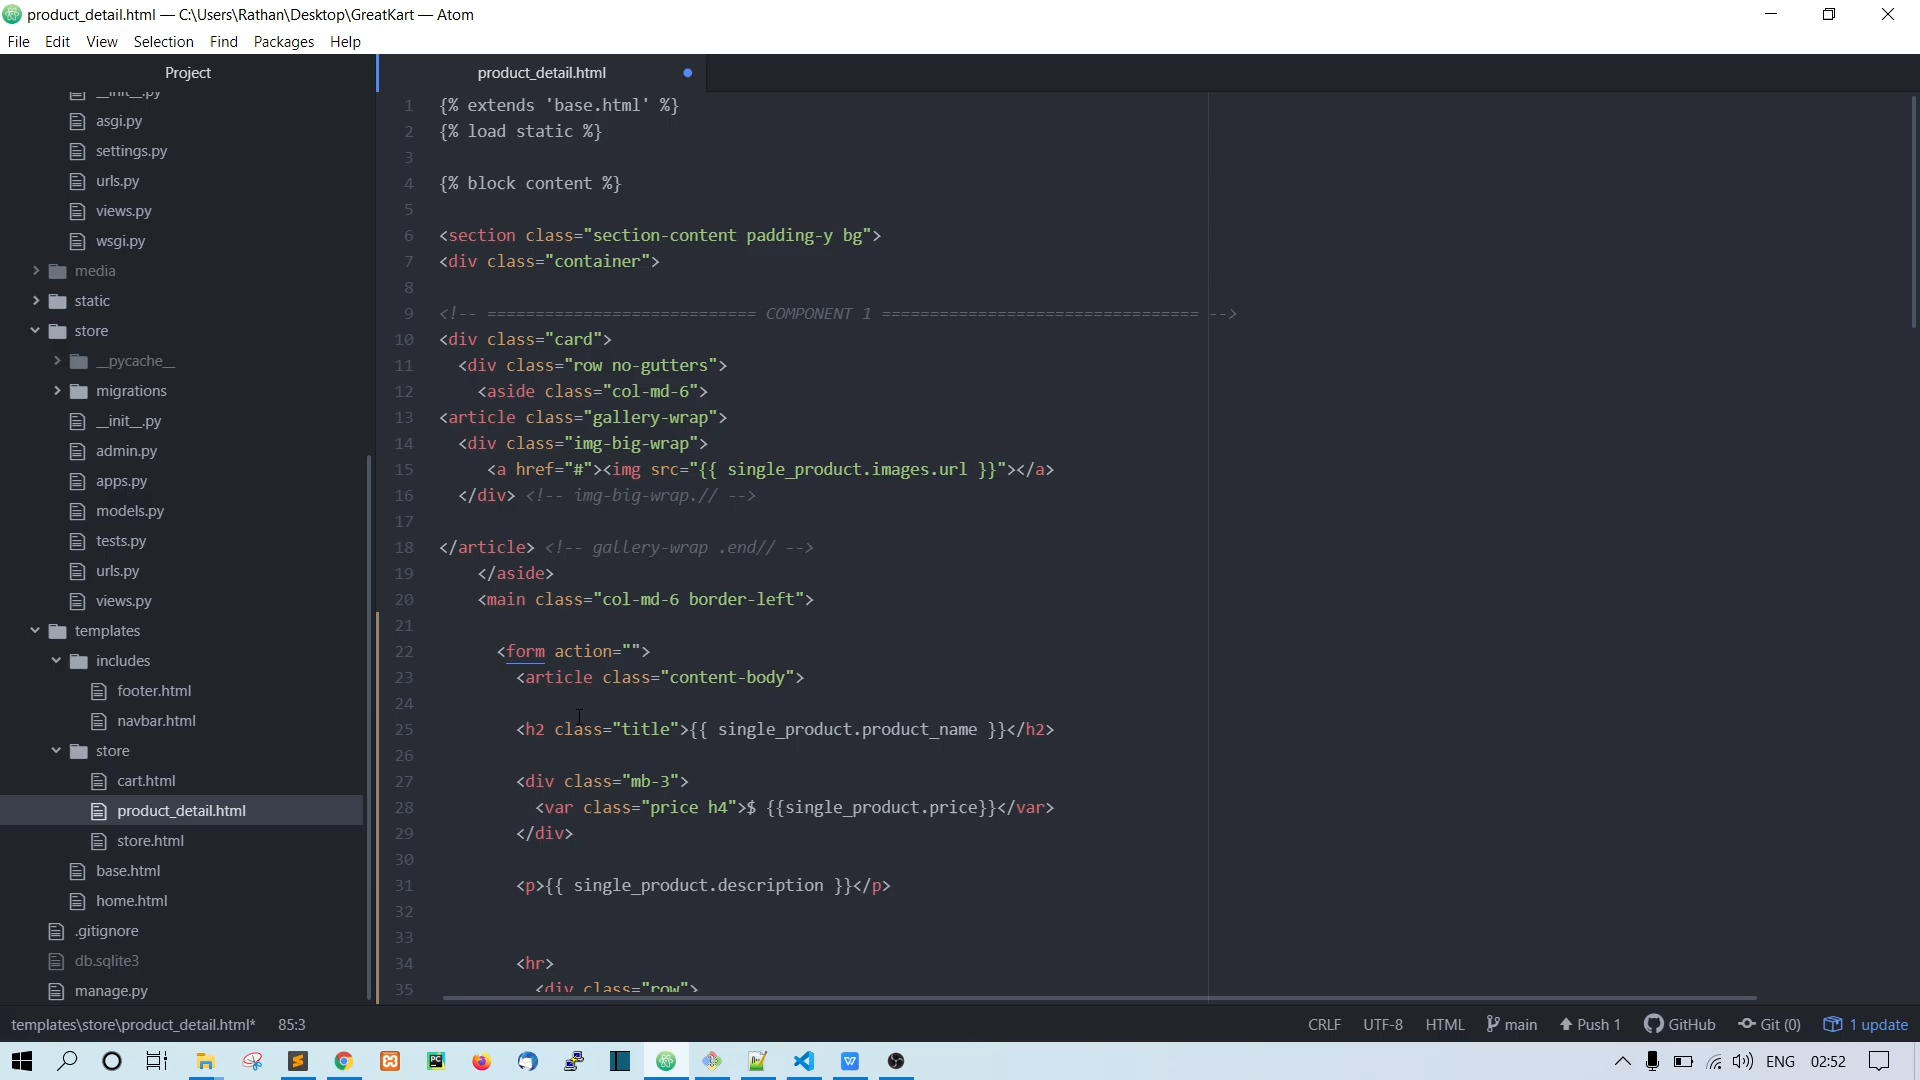 product_detail.html — C:\Users\Rathan\Desktop\GreatKart — Atom
File Edit View Selection Find Packages Help
Project
product_detail.html
__init__.py
asgi.py
settings.py
urls.py
views.py
wsgi.py
media
static
store
__pycache__
migrations
__init__.py
admin.py
apps.py
models.py
tests.py
urls.py
views.py
templates
includes
footer.html
navbar.html
store
cart.html
product_detail.html
store.html
base.html
home.html
.gitignore
db.sqlite3
manage.py
1 {% extends 'base.html' %}
2 {% load static %}
3
4 {% block content %}
5
6 <section class="section-content padding-y bg">
7 <div class="container">
8
9 <!-- ============================ COMPONENT 1 ================================= -->
10 <div class="card">
11 <div class="row no-gutters">
12 <aside class="col-md-6">
13 <article class="gallery-wrap">
14 <div class="img-big-wrap">
15 <a href="#"><img src="{{ single_product.images.url }}"></a>
16 </div> <!-- img-big-wrap.// -->
17
18 </article> <!-- gallery-wrap .end// -->
19 </aside>
20 <main class="col-md-6 border-left">
21
22 <form action="">
23 <article class="content-body">
24
25 <h2 class="title">{{ single_product.product_name }}</h2>
26
27 <div class="mb-3">
28 <var class="price h4">$ {{single_product.price}}</var>
29 </div>
30
31 <p>{{ single_product.description }}</p>
32
33
34 <hr>
35 <div class="row">
templates\store\product_detail.html* 85:3
CRLF UTF-8 HTML main Push 1 GitHub Git (0) 1 update
ENG 02:52